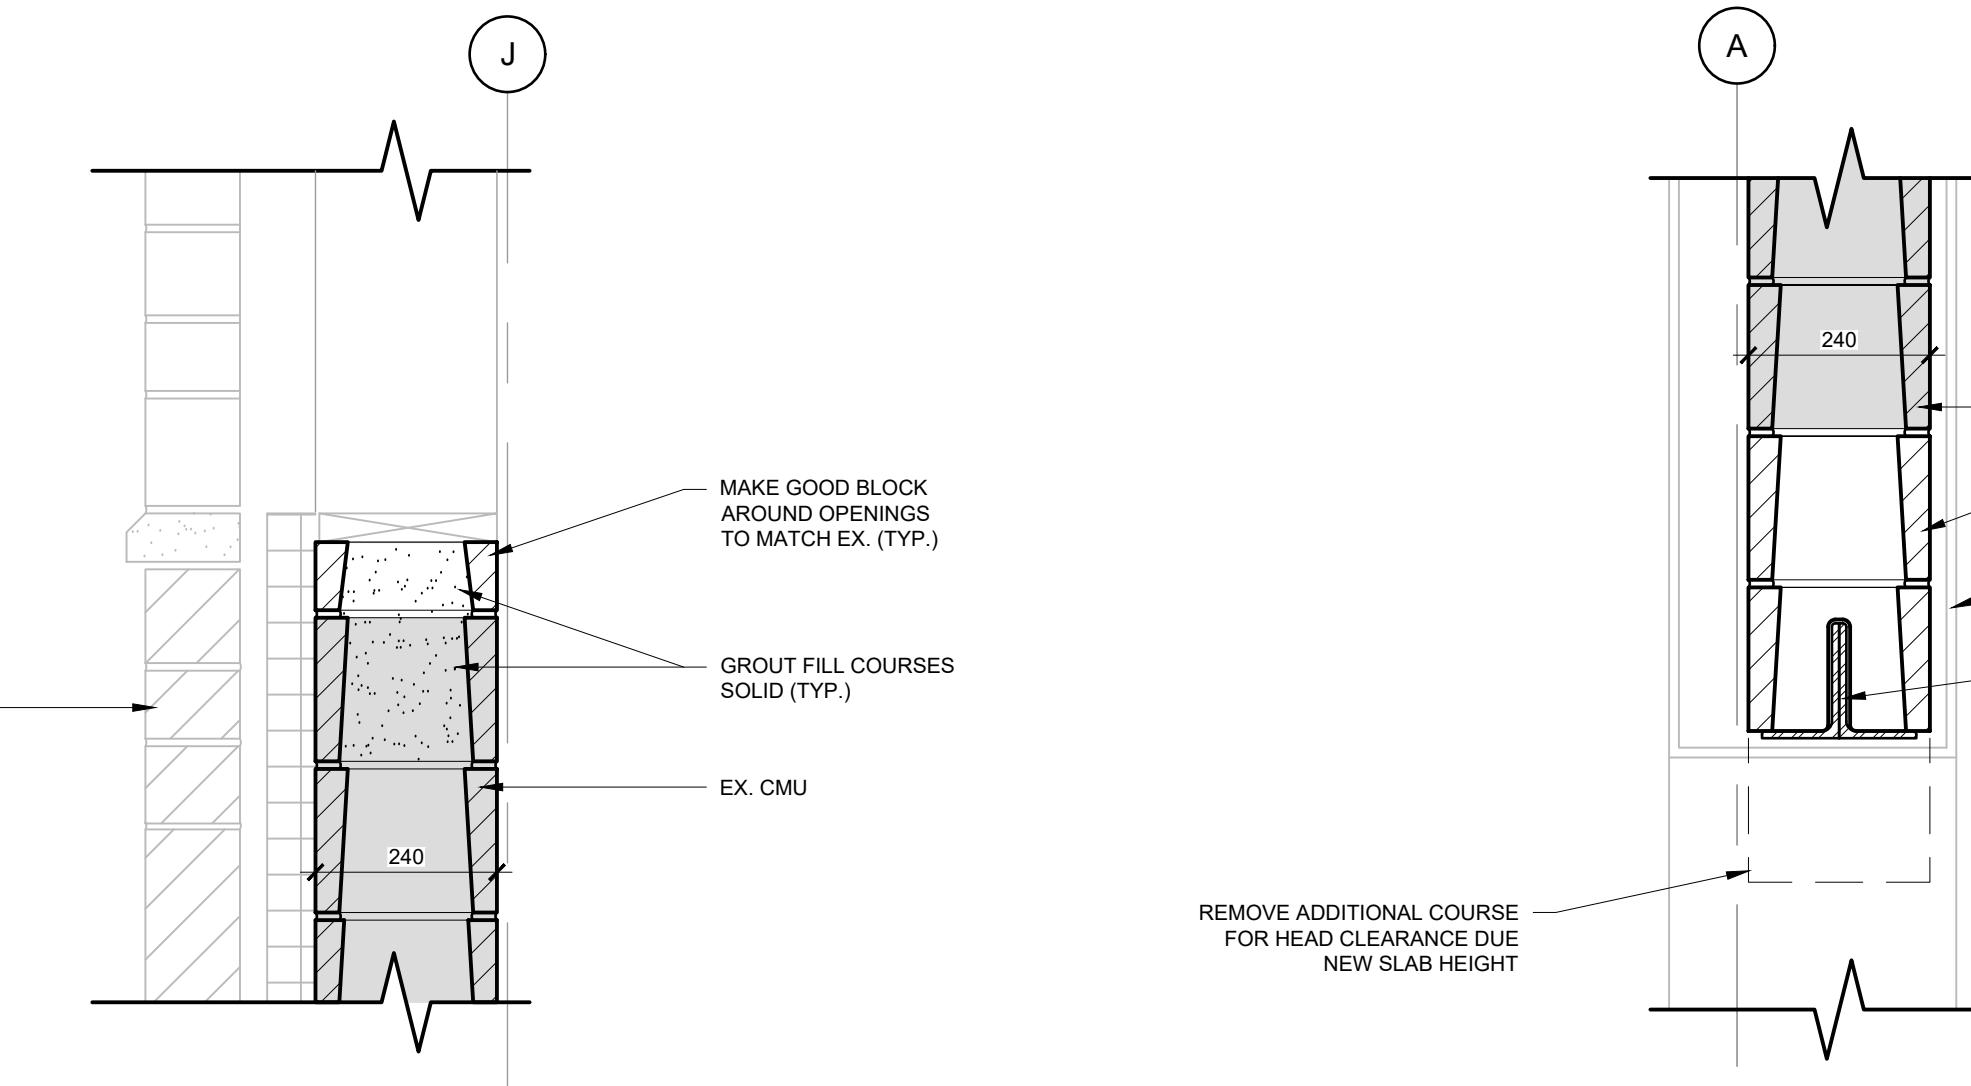 J
MAKE GOOD BLOCK
AROUND OPENINGS
TO MATCH EX. (TYP.)
GROUT FILL COURSES
SOLID (TYP.)
EX. CMU
240
A
240
REMOVE ADDITIONAL COURSE
FOR HEAD CLEARANCE DUE
NEW SLAB HEIGHT